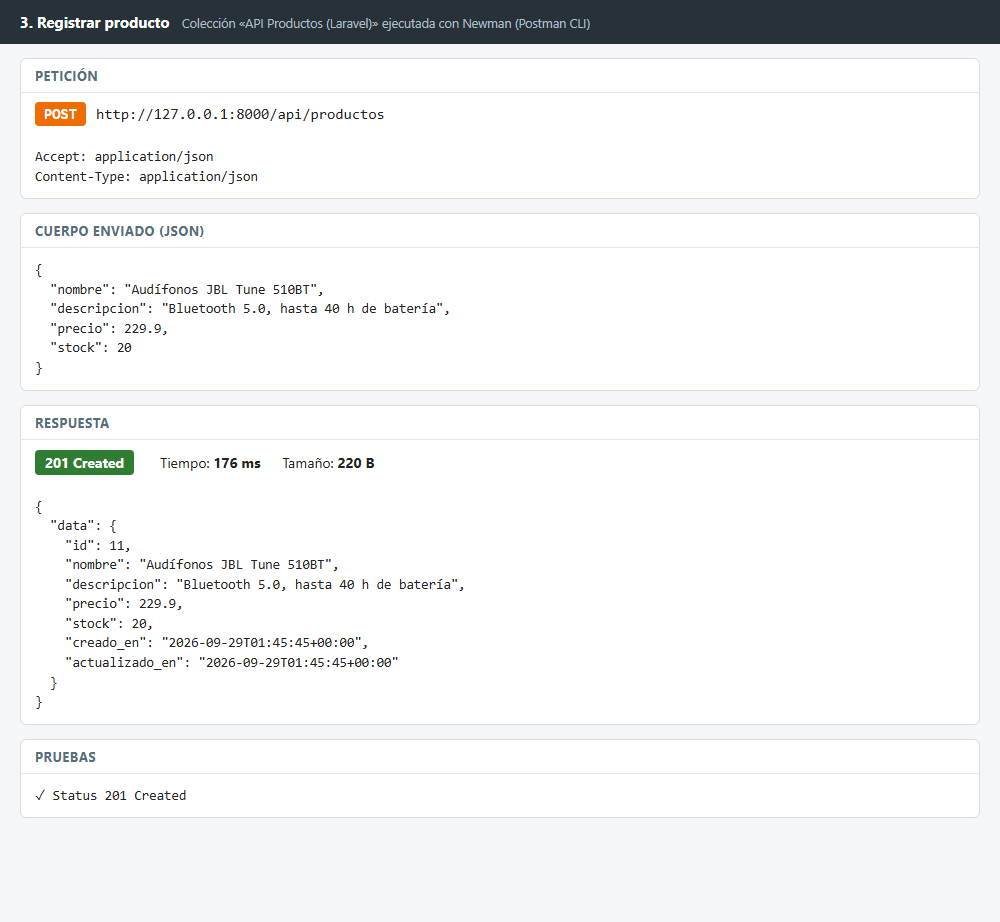 3. Registrar producto Colección «API Productos (Laravel)» ejecutada con Newman (Postman CLI)
PETICIÓN
POST http://127.0.0.1:8000/api/productos
Accept: application/json
Content-Type: application/json
CUERPO ENVIADO (JSON)
{
  "nombre": "Audífonos JBL Tune 510BT",
  "descripcion": "Bluetooth 5.0, hasta 40 h de batería",
  "precio": 229.9,
  "stock": 20
}
RESPUESTA
201 Created Tiempo: 176 ms Tamaño: 220 B
{
  "data": {
    "id": 11,
    "nombre": "Audífonos JBL Tune 510BT",
    "descripcion": "Bluetooth 5.0, hasta 40 h de batería",
    "precio": 229.9,
    "stock": 20,
    "creado_en": "2026-09-29T01:45:45+00:00",
    "actualizado_en": "2026-09-29T01:45:45+00:00"
  }
}
PRUEBAS
✓ Status 201 Created